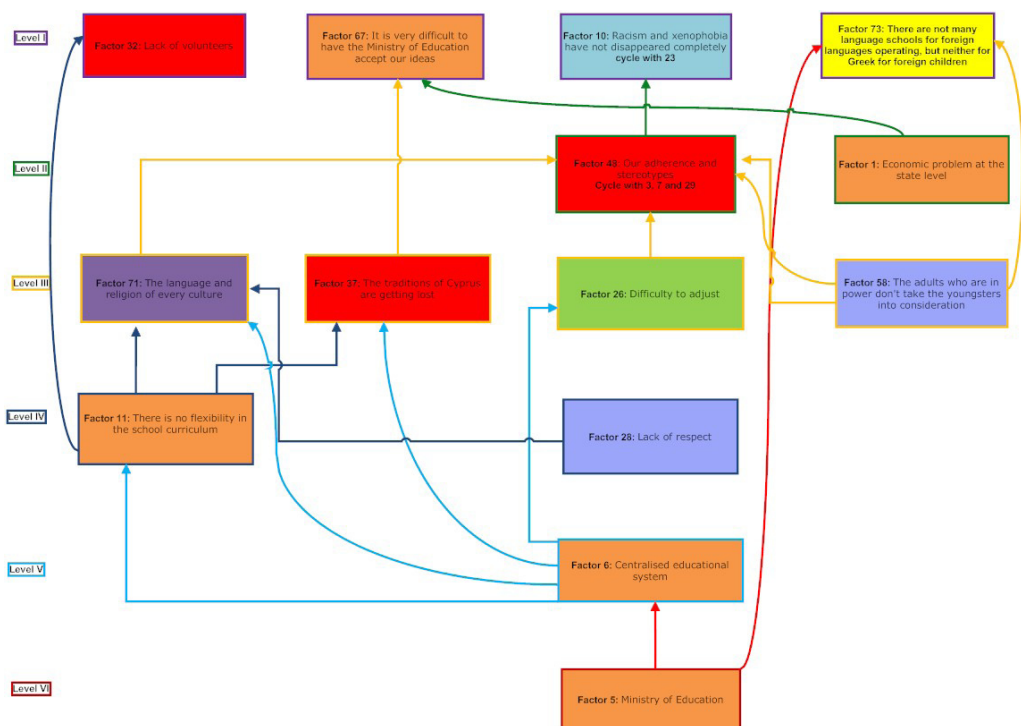 Level I
Factor 32: Lack of volunteers
Factor 67: It is very difficult to
have the Ministry of Education
accept our ideas
Factor 10: Racism and xenophobia
have not disappeared completely
cycle with 23
Factor 73: There are not many
language schools for foreign
languages operating, but neither for
Greek for foreign children
Level II
Factor 48: Our adherence and
stereotypes
Cycle with 3, 7 and 29
Factor 1: Economic problem at the
state level
Level III
Factor 71: The language and
religion of every culture
Factor 37: The traditions of Cyprus
are getting lost
Factor 26: Difficulty to adjust
Factor 58: The adults who are in
power don't take the youngsters
into consideration
Level IV
Factor 11: There is no flexibility in
the school curriculum
Factor 28: Lack of respect
Level V
Factor 6: Centralised educational
system
Level VI
Factor 5: Ministry of Education